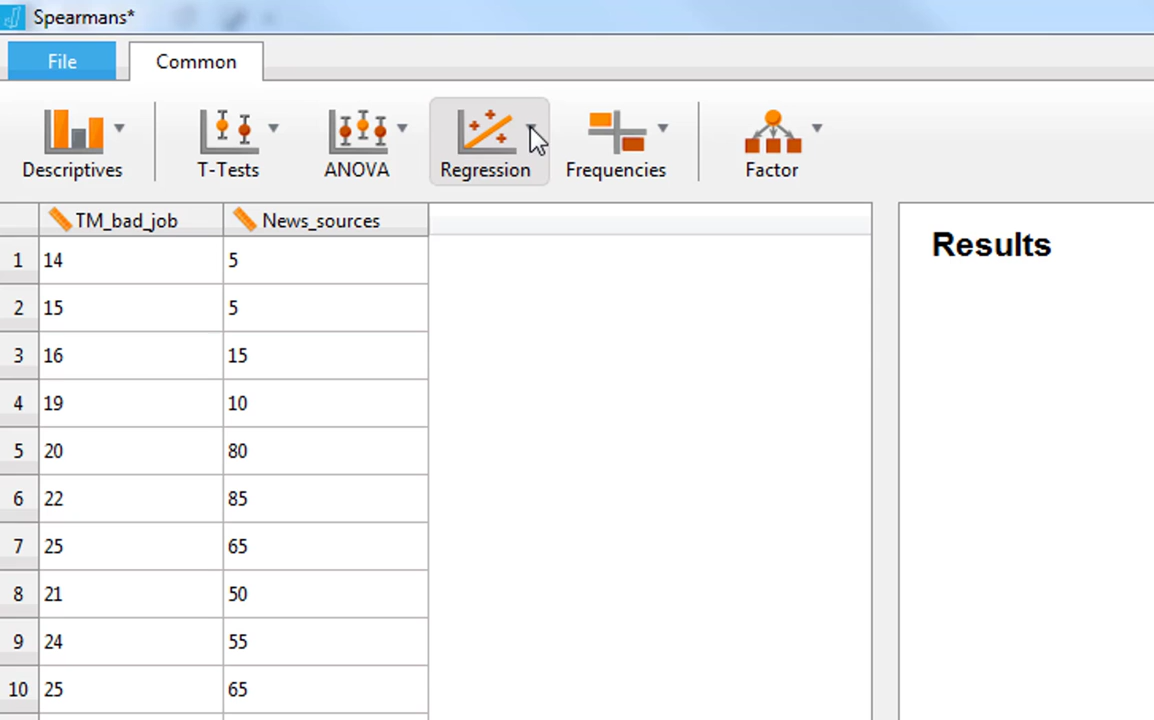 Spearmans*
File Common
Descriptives T-Tests ANOVA Regression Frequencies Factor
TM_bad_job News_sources
Results
1 14 5
2 15 5
3 16 15
4 19 10
5 20 80
6 22 85
7 25 65
8 21 50
9 24 55
10 25 65